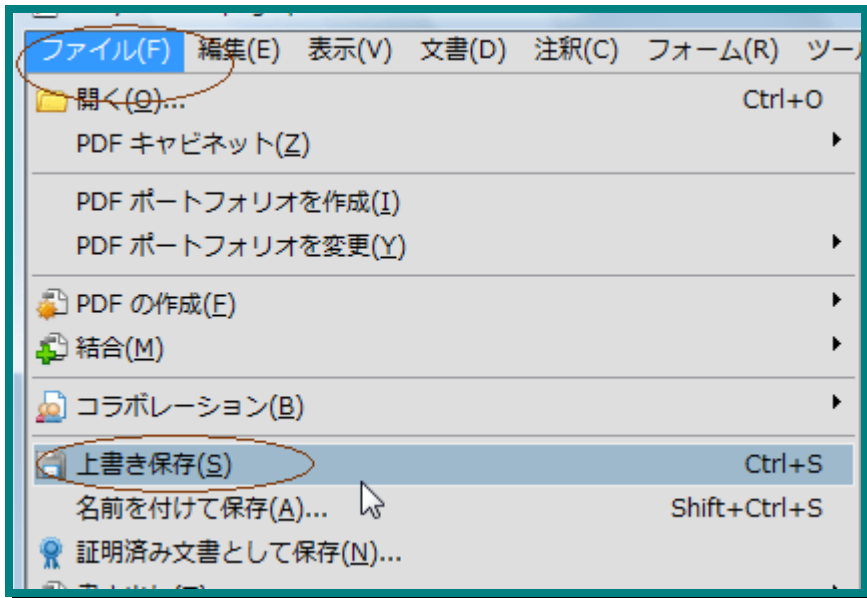 ファイル(F) 編集(E) 表示(V) 文書(D) 注釈(C) フォーム(R) ツー
開く(O)... Ctrl+O
PDF キャビネット(Z)
PDF ポートフォリオを作成(I)
PDF ポートフォリオを変更(Y)
PDF の作成(F)
結合(M)
コラボレーション(B)
上書き保存(S) Ctrl+S
名前を付けて保存(A)... Shift+Ctrl+S
証明済み文書として保存(N)...